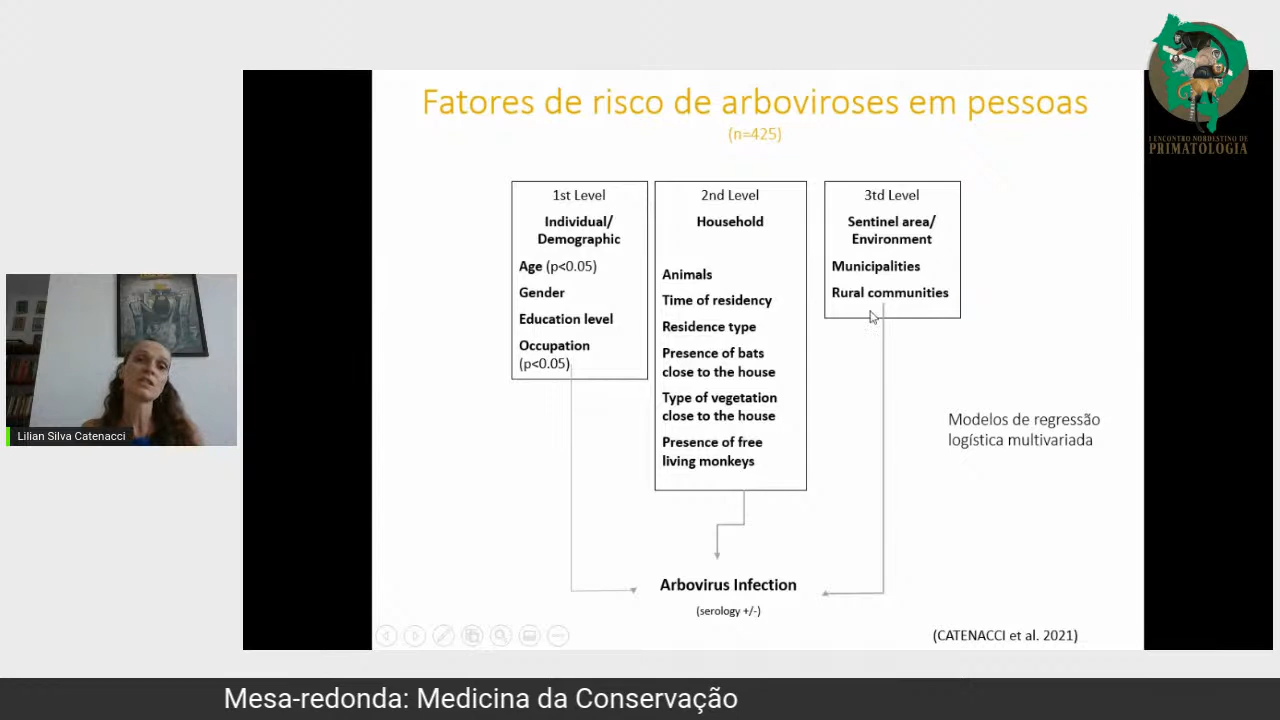 I ENCONTRO NORDESTINO DE
PRIMATOLOGIA
Fatores de risco de arboviroses em pessoas
(n=425)
1st Level
Individual/
Demographic
Age (p<0.05)
Gender
Education level
Occupation
(p<0.05)
2nd Level
Household
Animals
Time of residency
Residence type
Presence of bats
close to the house
Type of vegetation
close to the house
Presence of free
living monkeys
3td Level
Sentinel area/
Environment
Municipalities
Rural communities
Modelos de regressão
logística multivariada
Arbovirus Infection
(serology +/-)
(CATENACCI et al. 2021)
Lilian Silva Catenacci
Mesa-redonda: Medicina da Conservação